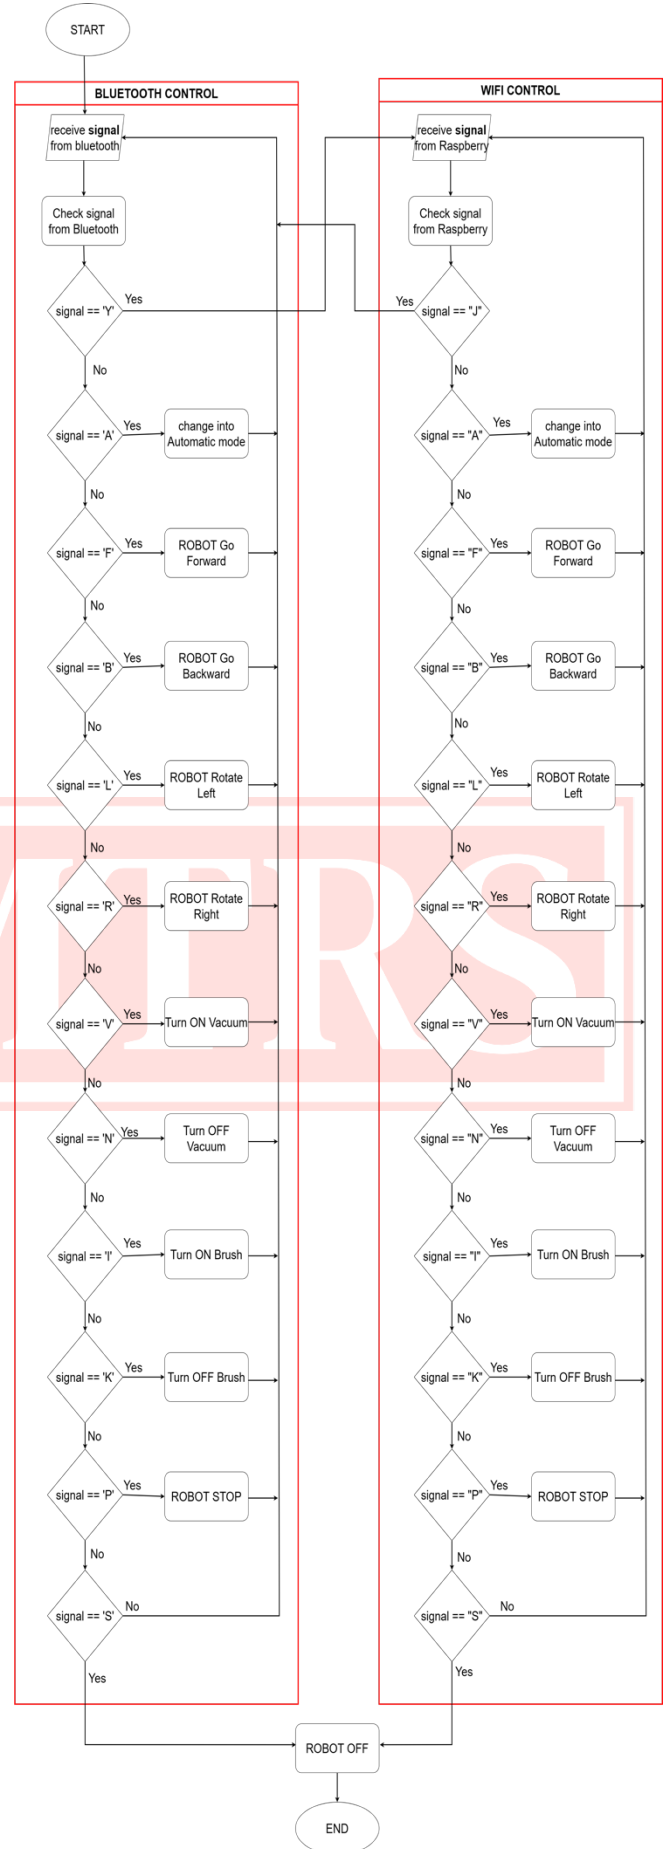 START
BLUETOOTH CONTROL
receive signal
from bluetooth
Check signal
from Bluetooth
signal == 'Y'
Yes
No
signal == 'A'
Yes
change into
Automatic mode
No
signal == 'F'
Yes
ROBOT Go
Forward
No
signal == 'B'
Yes
ROBOT Go
Backward
No
signal == 'L'
Yes
ROBOT Rotate
Left
No
signal == 'R'
Yes
ROBOT Rotate
Right
No
signal == 'V'
Yes
Turn ON Vacuum
No
signal == 'N'
Yes
Turn OFF
Vacuum
No
signal == 'I'
Yes
Turn ON Brush
No
signal == 'K'
Yes
Turn OFF Brush
No
signal == 'P'
Yes
ROBOT STOP
No
signal == 'S'
No
Yes
WIFI CONTROL
receive signal
from Raspberry
Check signal
from Raspberry
Yes
signal == "J"
No
signal == "A"
Yes
change into
Automatic mode
No
signal == "F"
Yes
ROBOT Go
Forward
No
signal == "B"
Yes
ROBOT Go
Backward
No
signal == "L"
Yes
ROBOT Rotate
Left
No
signal == "R"
Yes
ROBOT Rotate
Right
No
signal == "V"
Yes
Turn ON Vacuum
No
signal == "N"
Yes
Turn OFF
Vacuum
No
signal == "I"
Yes
Turn ON Brush
No
signal == "K"
Yes
Turn OFF Brush
No
signal == "P"
Yes
ROBOT STOP
No
signal == "S"
No
Yes
ROBOT OFF
END